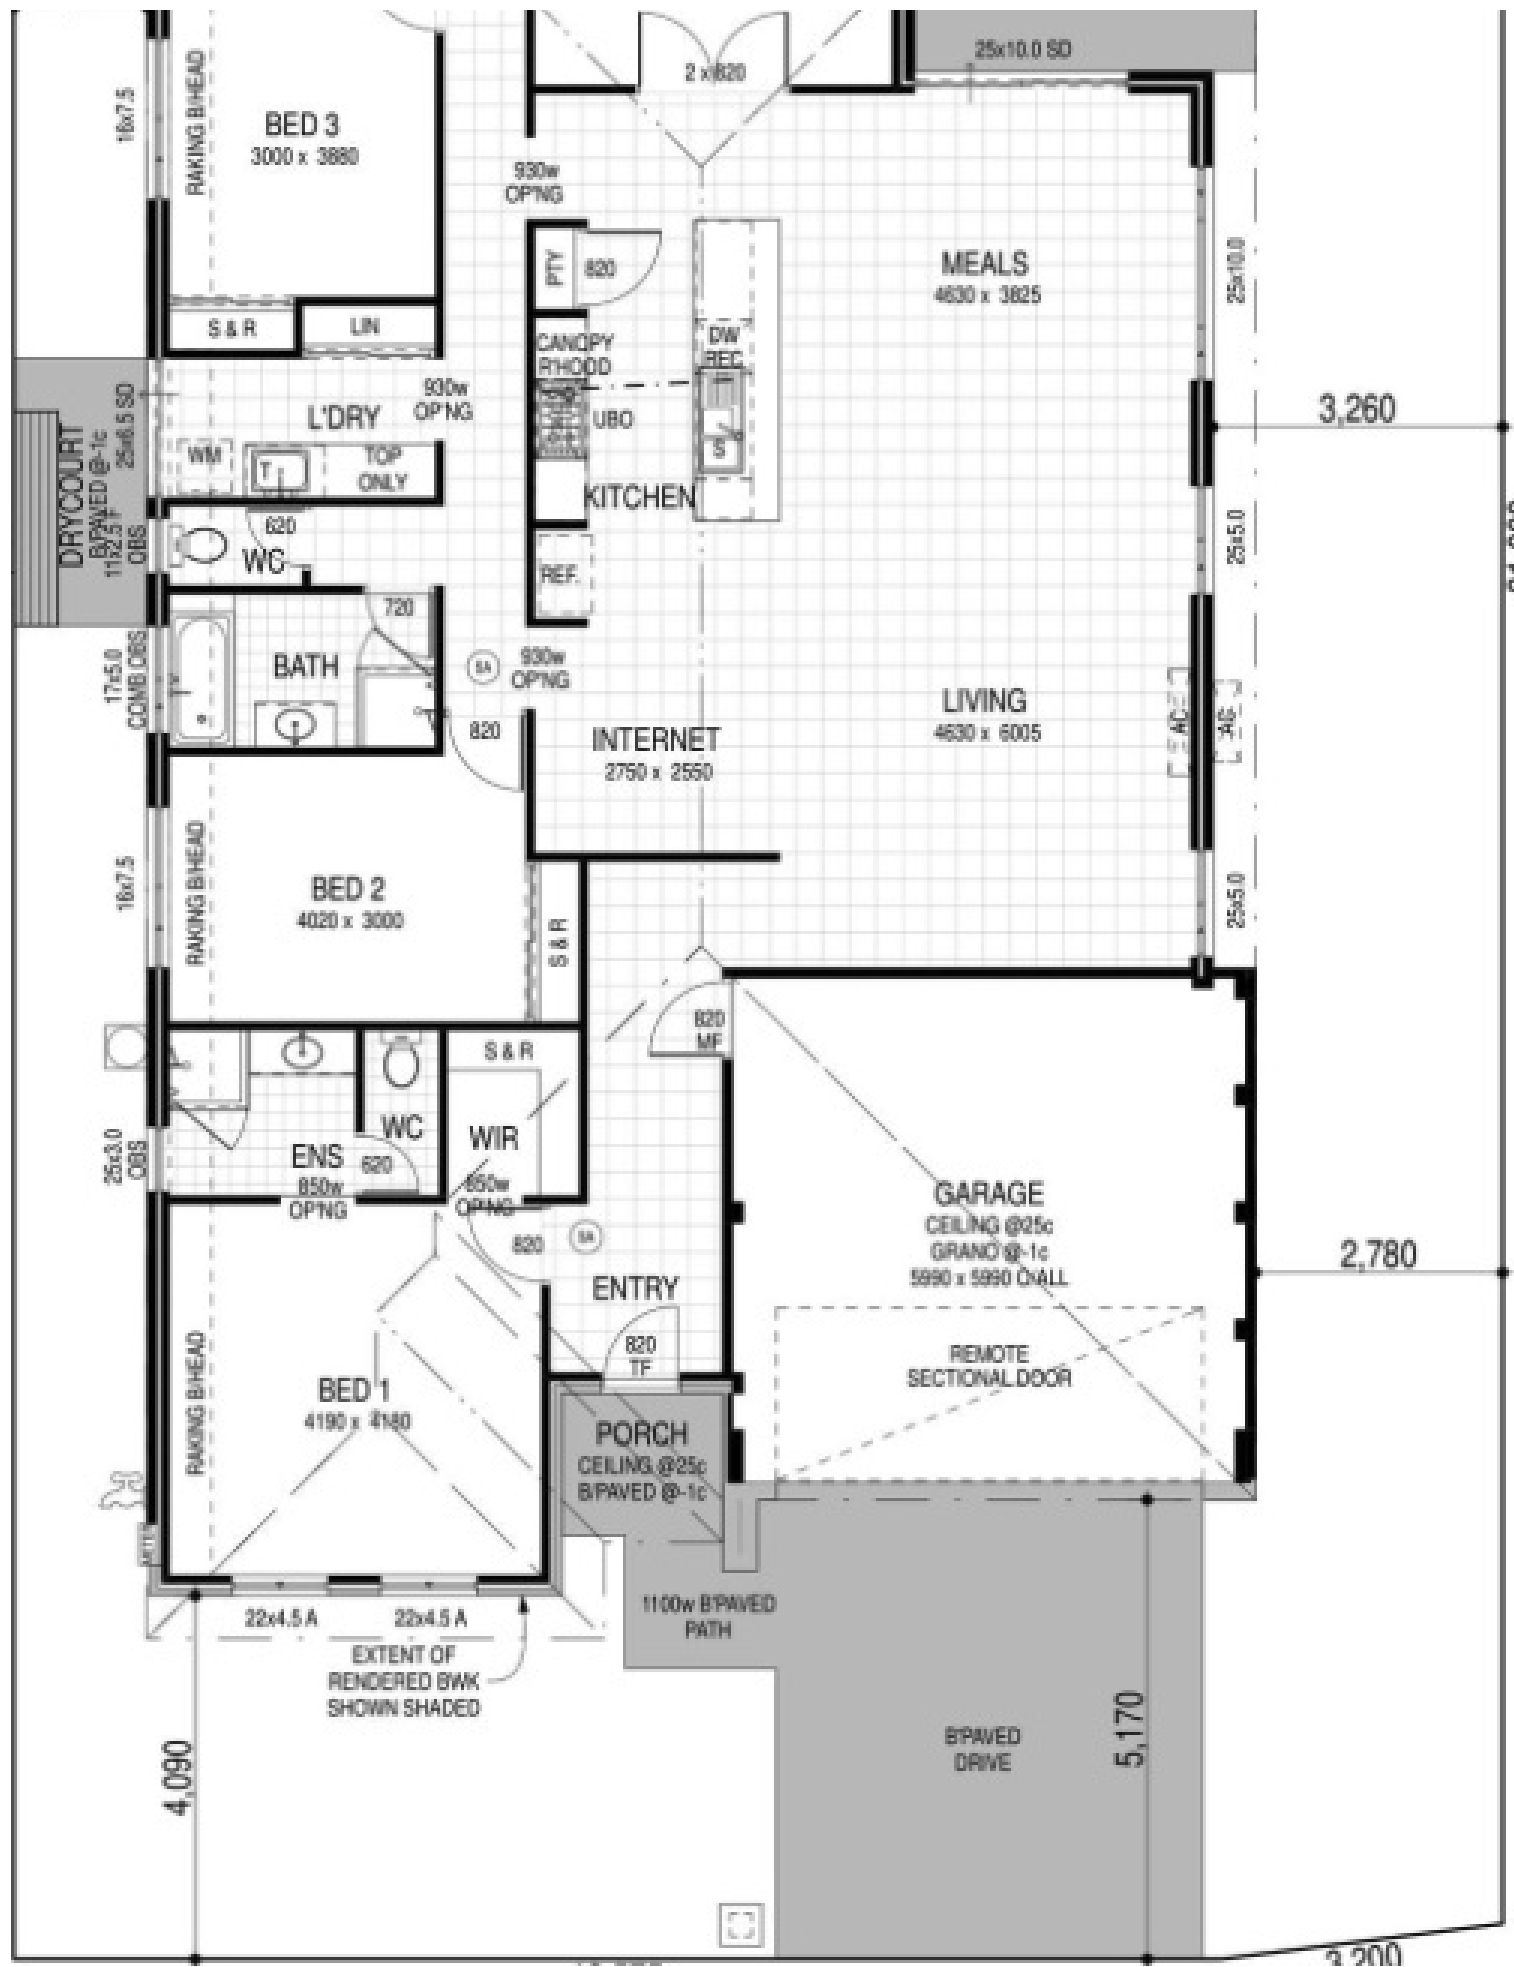 25x10.0 SD
2 x 820
16x7.5
RAKING B/HEAD
BED 3
3000 x 3880
930w
OP'NG
MEALS
4630 x 3825
25x10.0
PTY
820
S & R
LIN
CANOPY
R'HOOD
DW
REC
930w
OP'NG
UBO
3,260
25x6.5 SD
L'DRY
WM
T
TOP
ONLY
S
KITCHEN
DRYCOURT
B/PAVED @-1c
11x2.5 F
OBS
620
WC
REF.
25x5.0
720
BATH
17x5.0
COMB OBS
SA
930w
OP'NG
820
LIVING
4630 x 6005
AC
AC
INTERNET
2750 x 2550
16x7.5
RAKING B/HEAD
BED 2
4020 x 3000
S & R
25x5.0
820
MF
S & R
WC
WIR
25x3.0
OBS
ENS
850w
OP'NG
620
850w
OP'NG
820
SA
ENTRY
GARAGE
CEILING @25c
GRANO @-1c
5990 x 5990 O/ALL
2,780
820
TF
REMOTE
SECTIONAL DOOR
RAKING B/HEAD
BED 1
4190 x 4180
PORCH
CEILING @25c
B/PAVED @-1c
22x4.5 A
22x4.5 A
1100w B'PAVED
PATH
EXTENT OF
RENDERED BWK
SHOWN SHADED
B'PAVED
DRIVE
4,090
5,170
3,200